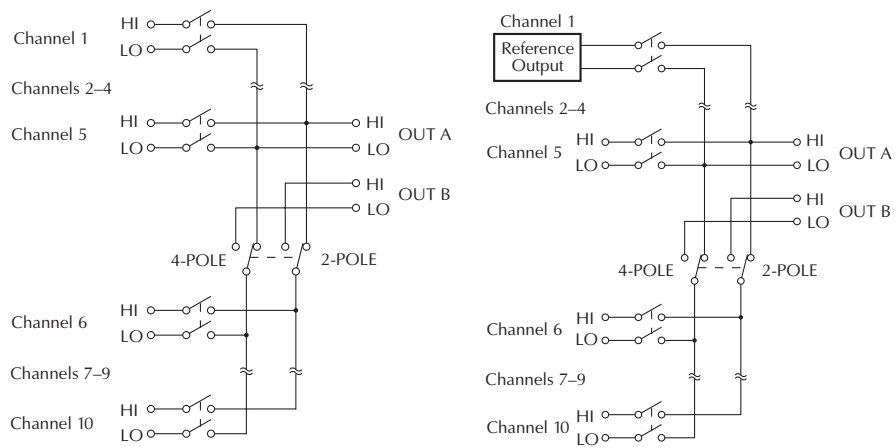 HI
Channel 1
LO
Channels 2–4
HI
Channel 5
LO
HI
OUT A
LO
HI
OUT B
LO
4-POLE
2-POLE
HI
Channel 6
LO
Channels 7–9
HI
Channel 10
LO
Channel 1
Reference
Output
Channels 2–4
HI
Channel 5
LO
HI
OUT A
LO
HI
OUT B
LO
4-POLE
2-POLE
HI
Channel 6
LO
Channels 7–9
HI
Channel 10
LO